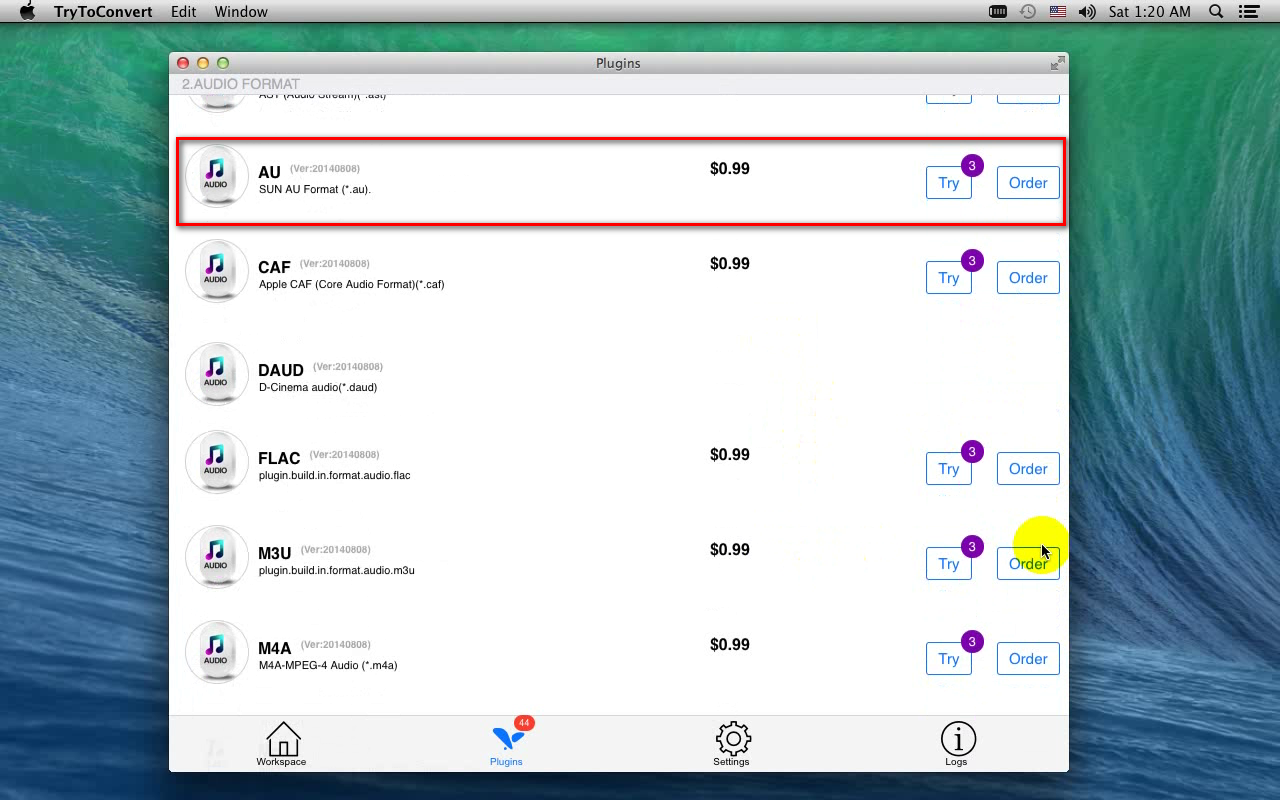 TryToConvert Edit Window Sat 1:20 AM
Plugins
2.AUDIO FORMAT
AST (Audio Stream)(*.ast)
AUDIO AU (Ver:20140808) $0.99 Try 3 Order
SUN AU Format (*.au).
AUDIO CAF (Ver:20140808) $0.99 Try 3 Order
Apple CAF (Core Audio Format)(*.caf)
AUDIO DAUD (Ver:20140808)
D-Cinema audio(*.daud)
AUDIO FLAC (Ver:20140808) $0.99 Try 3 Order
plugin.build.in.format.audio.flac
AUDIO M3U (Ver:20140808) $0.99 Try 3 Order
plugin.build.in.format.audio.m3u
AUDIO M4A (Ver:20140808) $0.99 Try 3 Order
M4A-MPEG-4 Audio (*.m4a)
44
Workspace Plugins Settings Logs